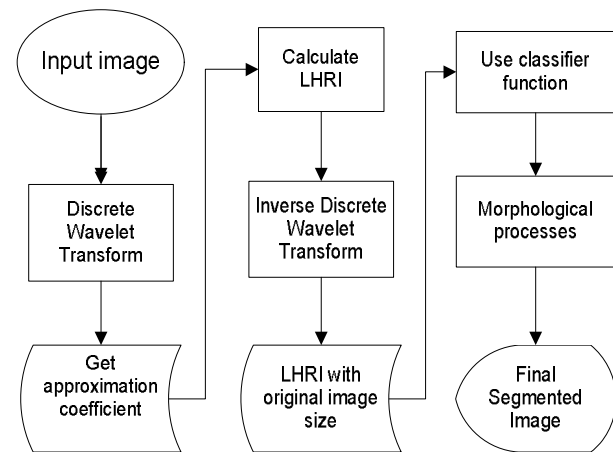 Input image
Discrete
Wavelet
Transform
Get
approximation
coefficient
Calculate
LHRI
Inverse Discrete
Wavelet
Transform
LHRI with
original image
size
Use classifier
function
Morphological
processes
Final
Segmented
Image